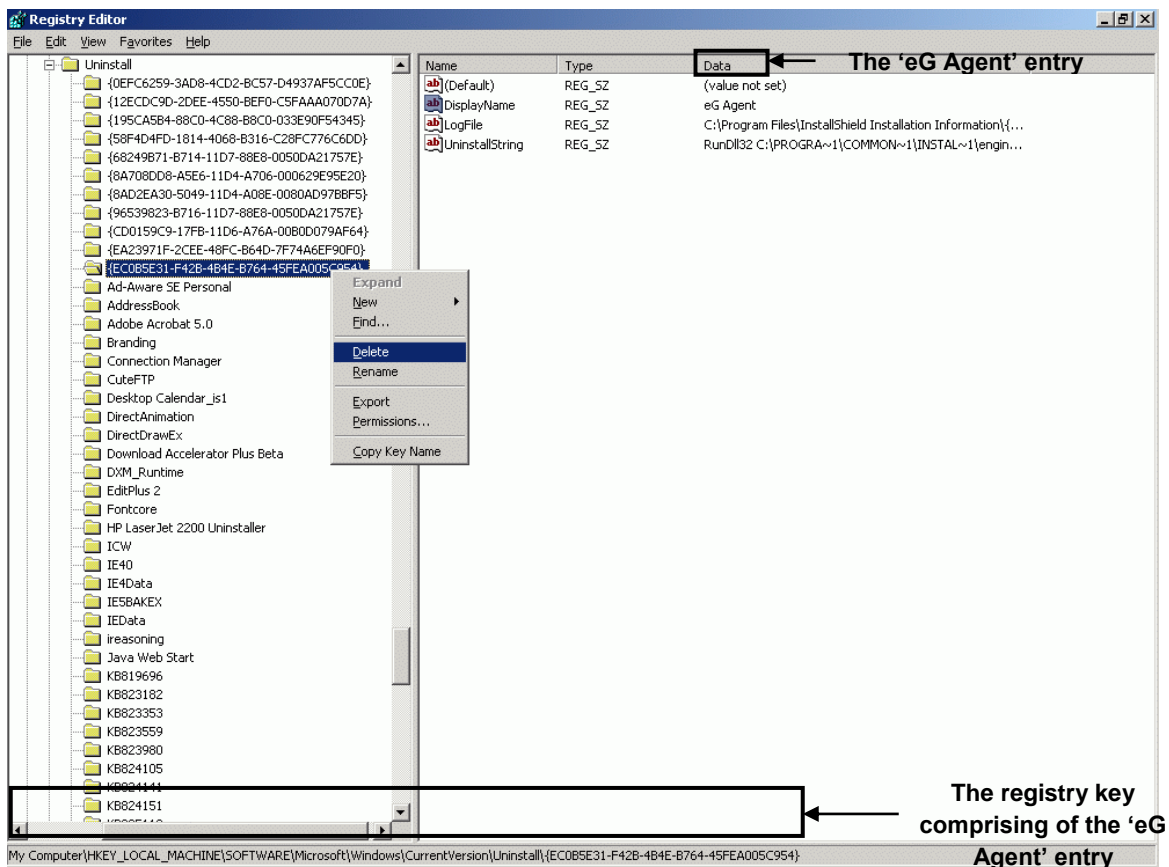 Registry Editor
File Edit View Favorites Help
Uninstall
{0EFC6259-3AD8-4CD2-BC57-D4937AF5CC0E}
{12ECDC9D-2DEE-4550-BEF0-C5FAAA070D7A}
{195CA5B4-88C0-4C88-B8C0-033E90F54345}
{58F4D4FD-1814-4068-B316-C28FC776C6DD}
{68249B71-B714-11D7-88E8-0050DA21757E}
{8A708DD8-A5E6-11D4-A706-000629E95E20}
{8AD2EA30-5049-11D4-A08E-0080AD97BBF5}
{96539823-B716-11D7-88E8-0050DA21757E}
{CD0159C9-17FB-11D6-A76A-00B0D079AF64}
{EA23971F-2CEE-48FC-B64D-7F74A6EF90F0}
{EC0B5E31-F42B-4B4E-B764-45FEA005C954}
Ad-Aware SE Personal
AddressBook
Adobe Acrobat 5.0
Branding
Connection Manager
CuteFTP
Desktop Calendar_is1
DirectAnimation
DirectDrawEx
Download Accelerator Plus Beta
DXM_Runtime
EditPlus 2
Fontcore
HP LaserJet 2200 Uninstaller
ICW
IE40
IE4Data
IE5BAKEX
IEData
ireasoning
Java Web Start
KB819696
KB823182
KB823353
KB823559
KB823980
KB824105
KB824141
KB824151
Expand
New
Find...
Delete
Rename
Export
Permissions...
Copy Key Name
Name Type Data
(Default) REG_SZ (value not set)
DisplayName REG_SZ eG Agent
LogFile REG_SZ C:\Program Files\InstallShield Installation Information\{...
UninstallString REG_SZ RunDll32 C:\PROGRA~1\COMMON~1\INSTAL~1\engin...
The ‘eG Agent’ entry
The registry key
comprising of the ‘eG
Agent’ entry
My Computer\HKEY_LOCAL_MACHINE\SOFTWARE\Microsoft\Windows\CurrentVersion\Uninstall\{EC0B5E31-F42B-4B4E-B764-45FEA005C954}